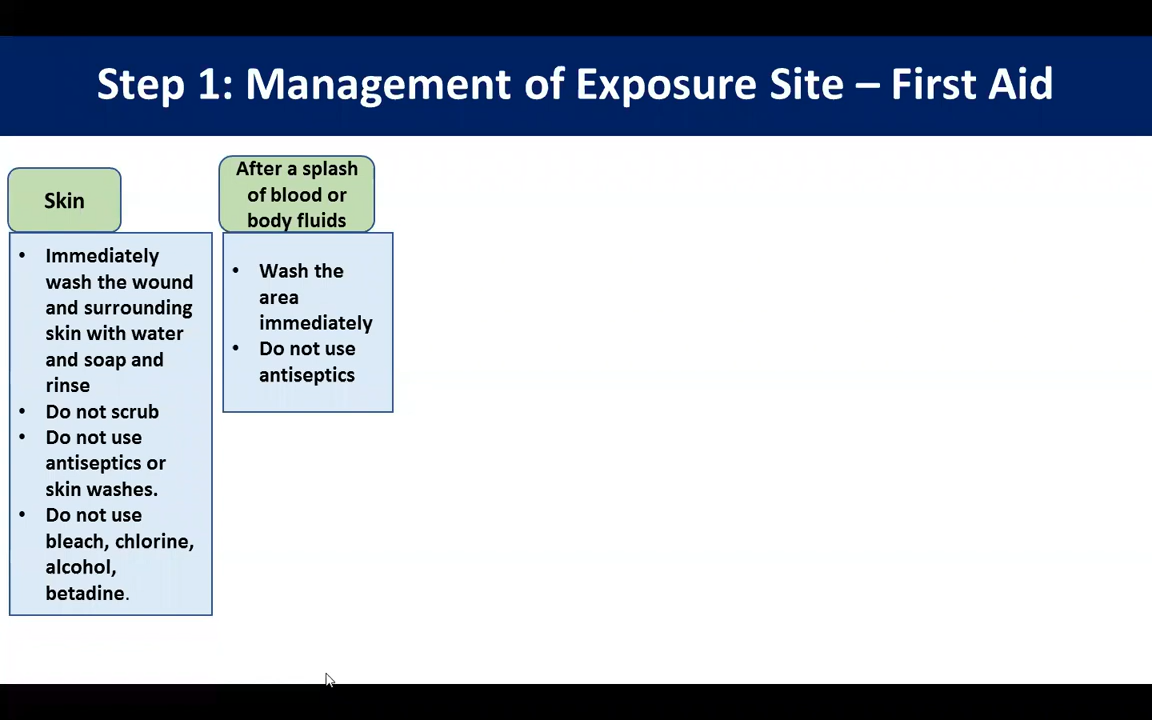 Step 1: Management of Exposure Site – First Aid
Skin
• Immediately
wash the wound
and surrounding
skin with water
and soap and
rinse
• Do not scrub
• Do not use
antiseptics or
skin washes.
• Do not use
bleach, chlorine,
alcohol,
betadine.
After a splash
of blood or
body fluids
• Wash the
area
immediately
• Do not use
antiseptics